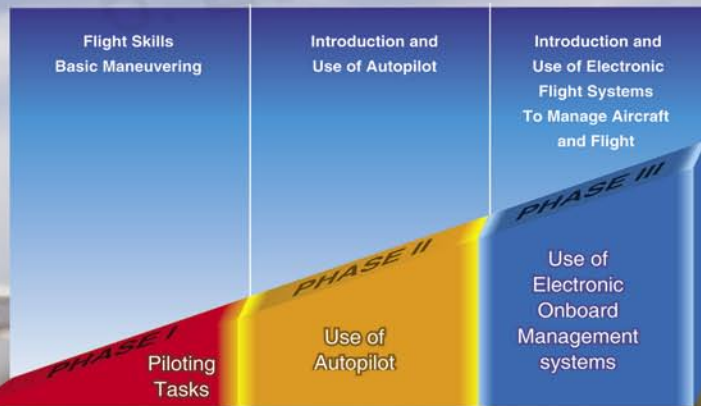 Flight Skills
Basic Maneuvering
Introduction and
Use of Autopilot
Introduction and
Use of Electronic
Flight Systems
To Manage Aircraft
and Flight
PHASE I
Piloting
Tasks
PHASE II
Use of
Autopilot
PHASE III
Use of
Electronic
Onboard
Management
systems